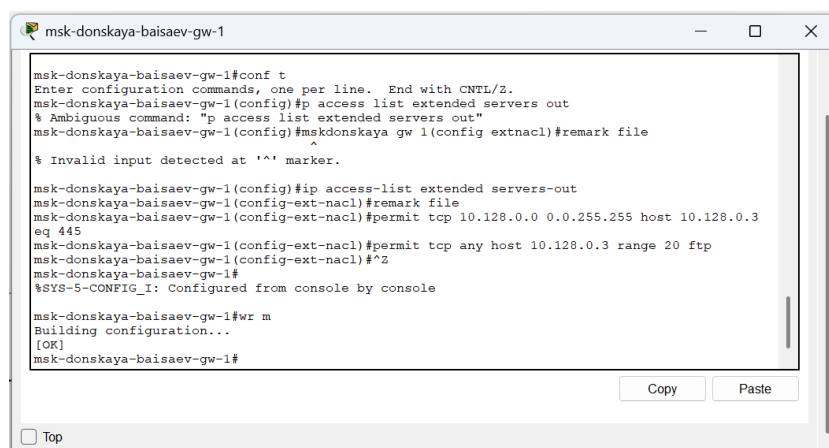 msk-donskaya-baisaev-gw-1
msk-donskaya-baisaev-gw-1#conf t
Enter configuration commands, one per line.  End with CNTL/Z.
msk-donskaya-baisaev-gw-1(config)#p access list extended servers out
% Ambiguous command: "p access list extended servers out"
msk-donskaya-baisaev-gw-1(config)#mskdonskaya gw 1(config extnacl)#remark file
^
% Invalid input detected at '^' marker.
msk-donskaya-baisaev-gw-1(config)#ip access-list extended servers-out
msk-donskaya-baisaev-gw-1(config-ext-nacl)#remark file
msk-donskaya-baisaev-gw-1(config-ext-nacl)#permit tcp 10.128.0.0 0.0.255.255 host 10.128.0.3
eq 445
msk-donskaya-baisaev-gw-1(config-ext-nacl)#permit tcp any host 10.128.0.3 range 20 ftp
msk-donskaya-baisaev-gw-1(config-ext-nacl)#^Z
msk-donskaya-baisaev-gw-1#
%SYS-5-CONFIG_I: Configured from console by console
msk-donskaya-baisaev-gw-1#wr m
Building configuration...
[OK]
msk-donskaya-baisaev-gw-1#
Copy
Paste
Top